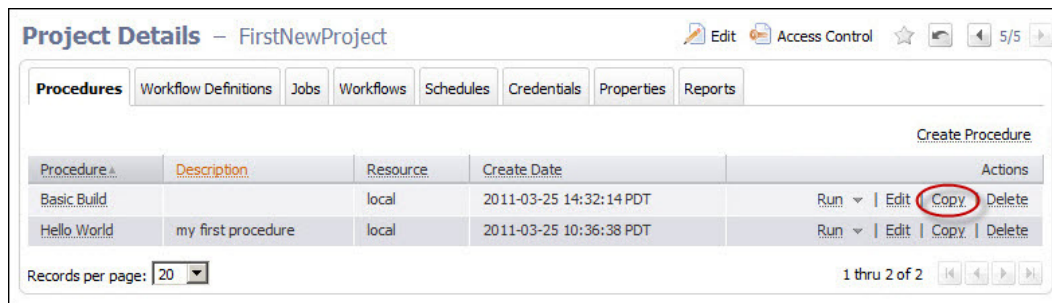 Project Details – FirstNewProject Edit Access Control 5/5
Procedures Workflow Definitions Jobs Workflows Schedules Credentials Properties Reports
Create Procedure
Procedure Description Resource Create Date Actions
Basic Build local 2011-03-25 14:32:14 PDT Run | Edit | Copy | Delete
Hello World my first procedure local 2011-03-25 10:36:38 PDT Run | Edit | Copy | Delete
Records per page: 20 1 thru 2 of 2